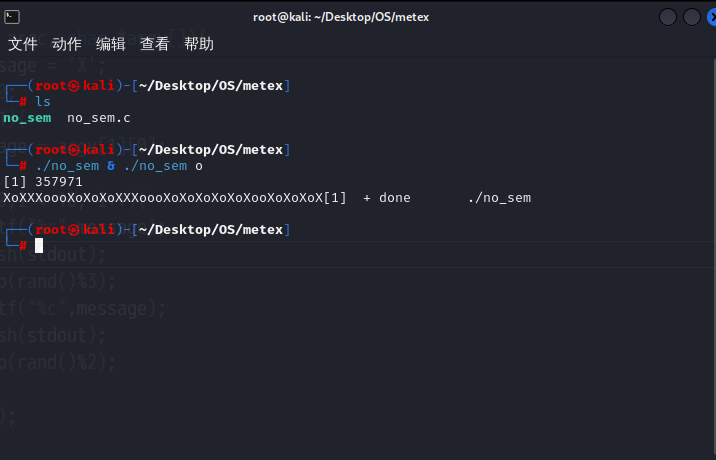 root@kali: ~/Desktop/OS/metex
文件 动作 编辑 查看 帮助
sage = 'X';
┌──(root㉿kali)-[~/Desktop/OS/metex]
└─# ls
no_sem  no_sem.c
┌──(root㉿kali)-[~/Desktop/OS/metex]
└─# ./no_sem & ./no_sem o
[1] 357971
XoXXXoooXoXoXoXXXoooXoXoXoXoXoXooXoXoXoX[1]  + done       ./no_sem
┌──(root㉿kali)-[~/Desktop/OS/metex]
└─#
sh(stdout);
o(rand()%3);
tf("%c",message);
sh(stdout);
o(rand()%2);
);